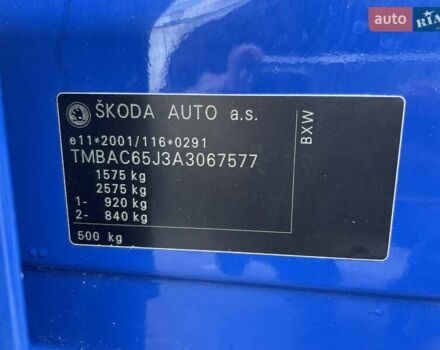 auto RIA
ŠKODA AUTO a.s.
e11*2001/116*0291
TMBAC65J3A3067577
1575 kg
2575 kg
1- 920 kg
2- 840 kg
500 kg
BXW